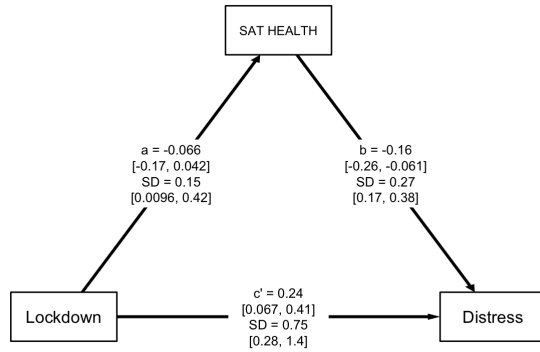 SAT HEALTH
a = -0.066
[-0.17, 0.042]
SD = 0.15
[0.0096, 0.42]
b = -0.16
[-0.26, -0.061]
SD = 0.27
[0.17, 0.38]
Lockdown
c' = 0.24
[0.067, 0.41]
SD = 0.75
[0.28, 1.4]
Distress